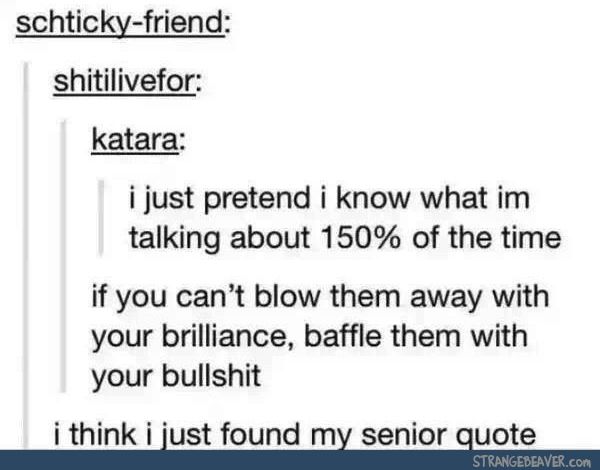 schticky-friend:
shitilivefor:
katara:
i just pretend i know what im
talking about 150% of the time
if you can't blow them away with
your brilliance, baffle them with
your bullshit
i think i just found my senior quote
STRANGEBEAVER.com